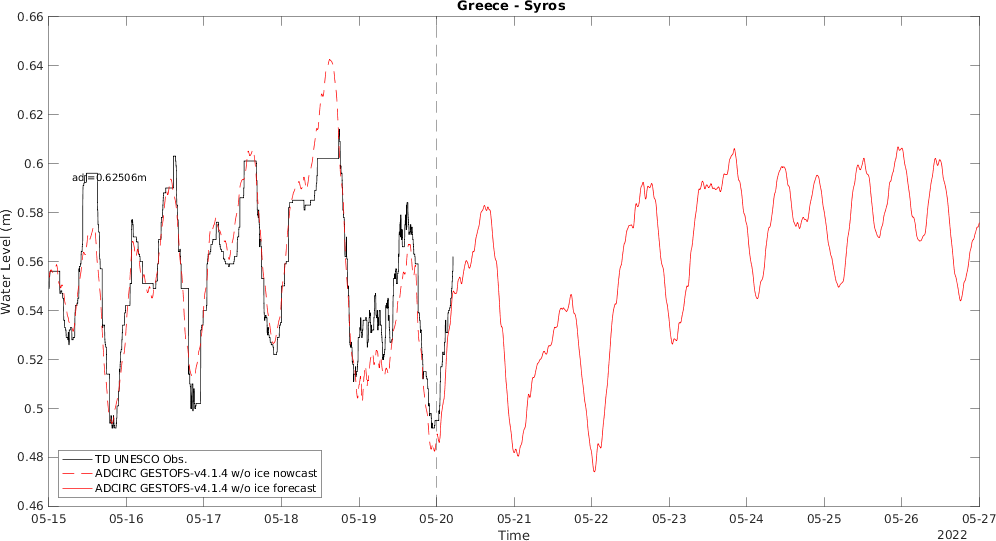 Greece - Syros
0.66
0.64
0.62
0.6
0.58
0.56
0.54
0.52
0.5
0.48
0.46
Water Level (m)
adj=0.62506m
TD UNESCO Obs.
ADCIRC GESTOFS-v4.1.4 w/o ice nowcast
ADCIRC GESTOFS-v4.1.4 w/o ice forecast
05-15 05-16 05-17 05-18 05-19 05-20 05-21 05-22 05-23 05-24 05-25 05-26 05-27
Time
2022